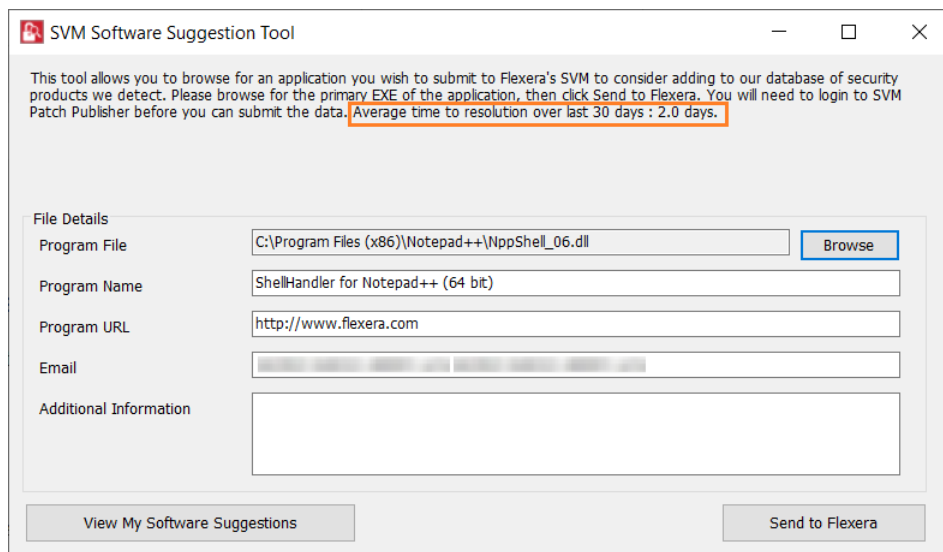 SVM Software Suggestion Tool
This tool allows you to browse for an application you wish to submit to Flexera's SVM to consider adding to our database of security
products we detect. Please browse for the primary EXE of the application, then click Send to Flexera. You will need to login to SVM
Patch Publisher before you can submit the data. Average time to resolution over last 30 days : 2.0 days.
File Details
Program File C:\Program Files (x86)\Notepad++\NppShell_06.dll Browse
Program Name ShellHandler for Notepad++ (64 bit)
Program URL http://www.flexera.com
Email
Additional Information
View My Software Suggestions Send to Flexera